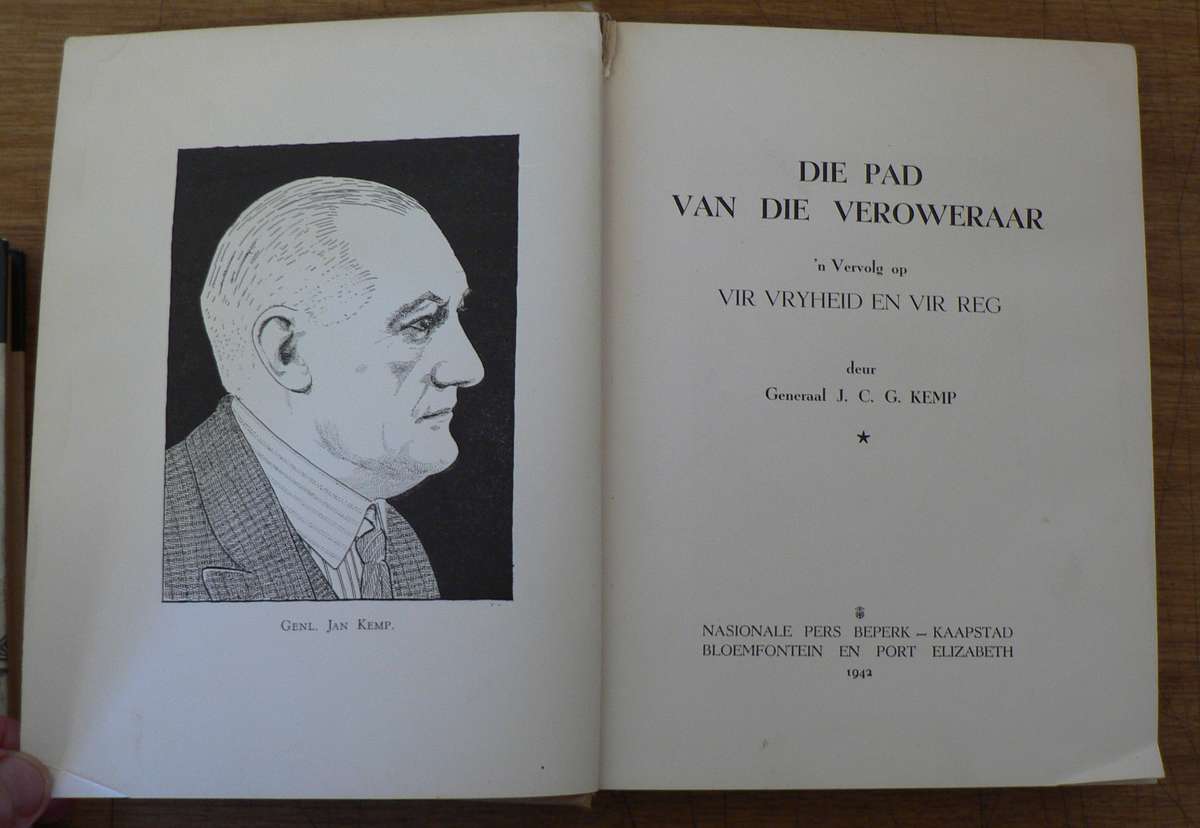 GENL. JAN KEMP.
DIE PAD
VAN DIE VEROWERAAR
'n Vervolg op
VIR VRYHEID EN VIR REG
deur
Generaal J. C. G. KEMP
NASIONALE PERS BEPERK — KAAPSTAD
BLOEMFONTEIN EN PORT ELIZABETH
1942